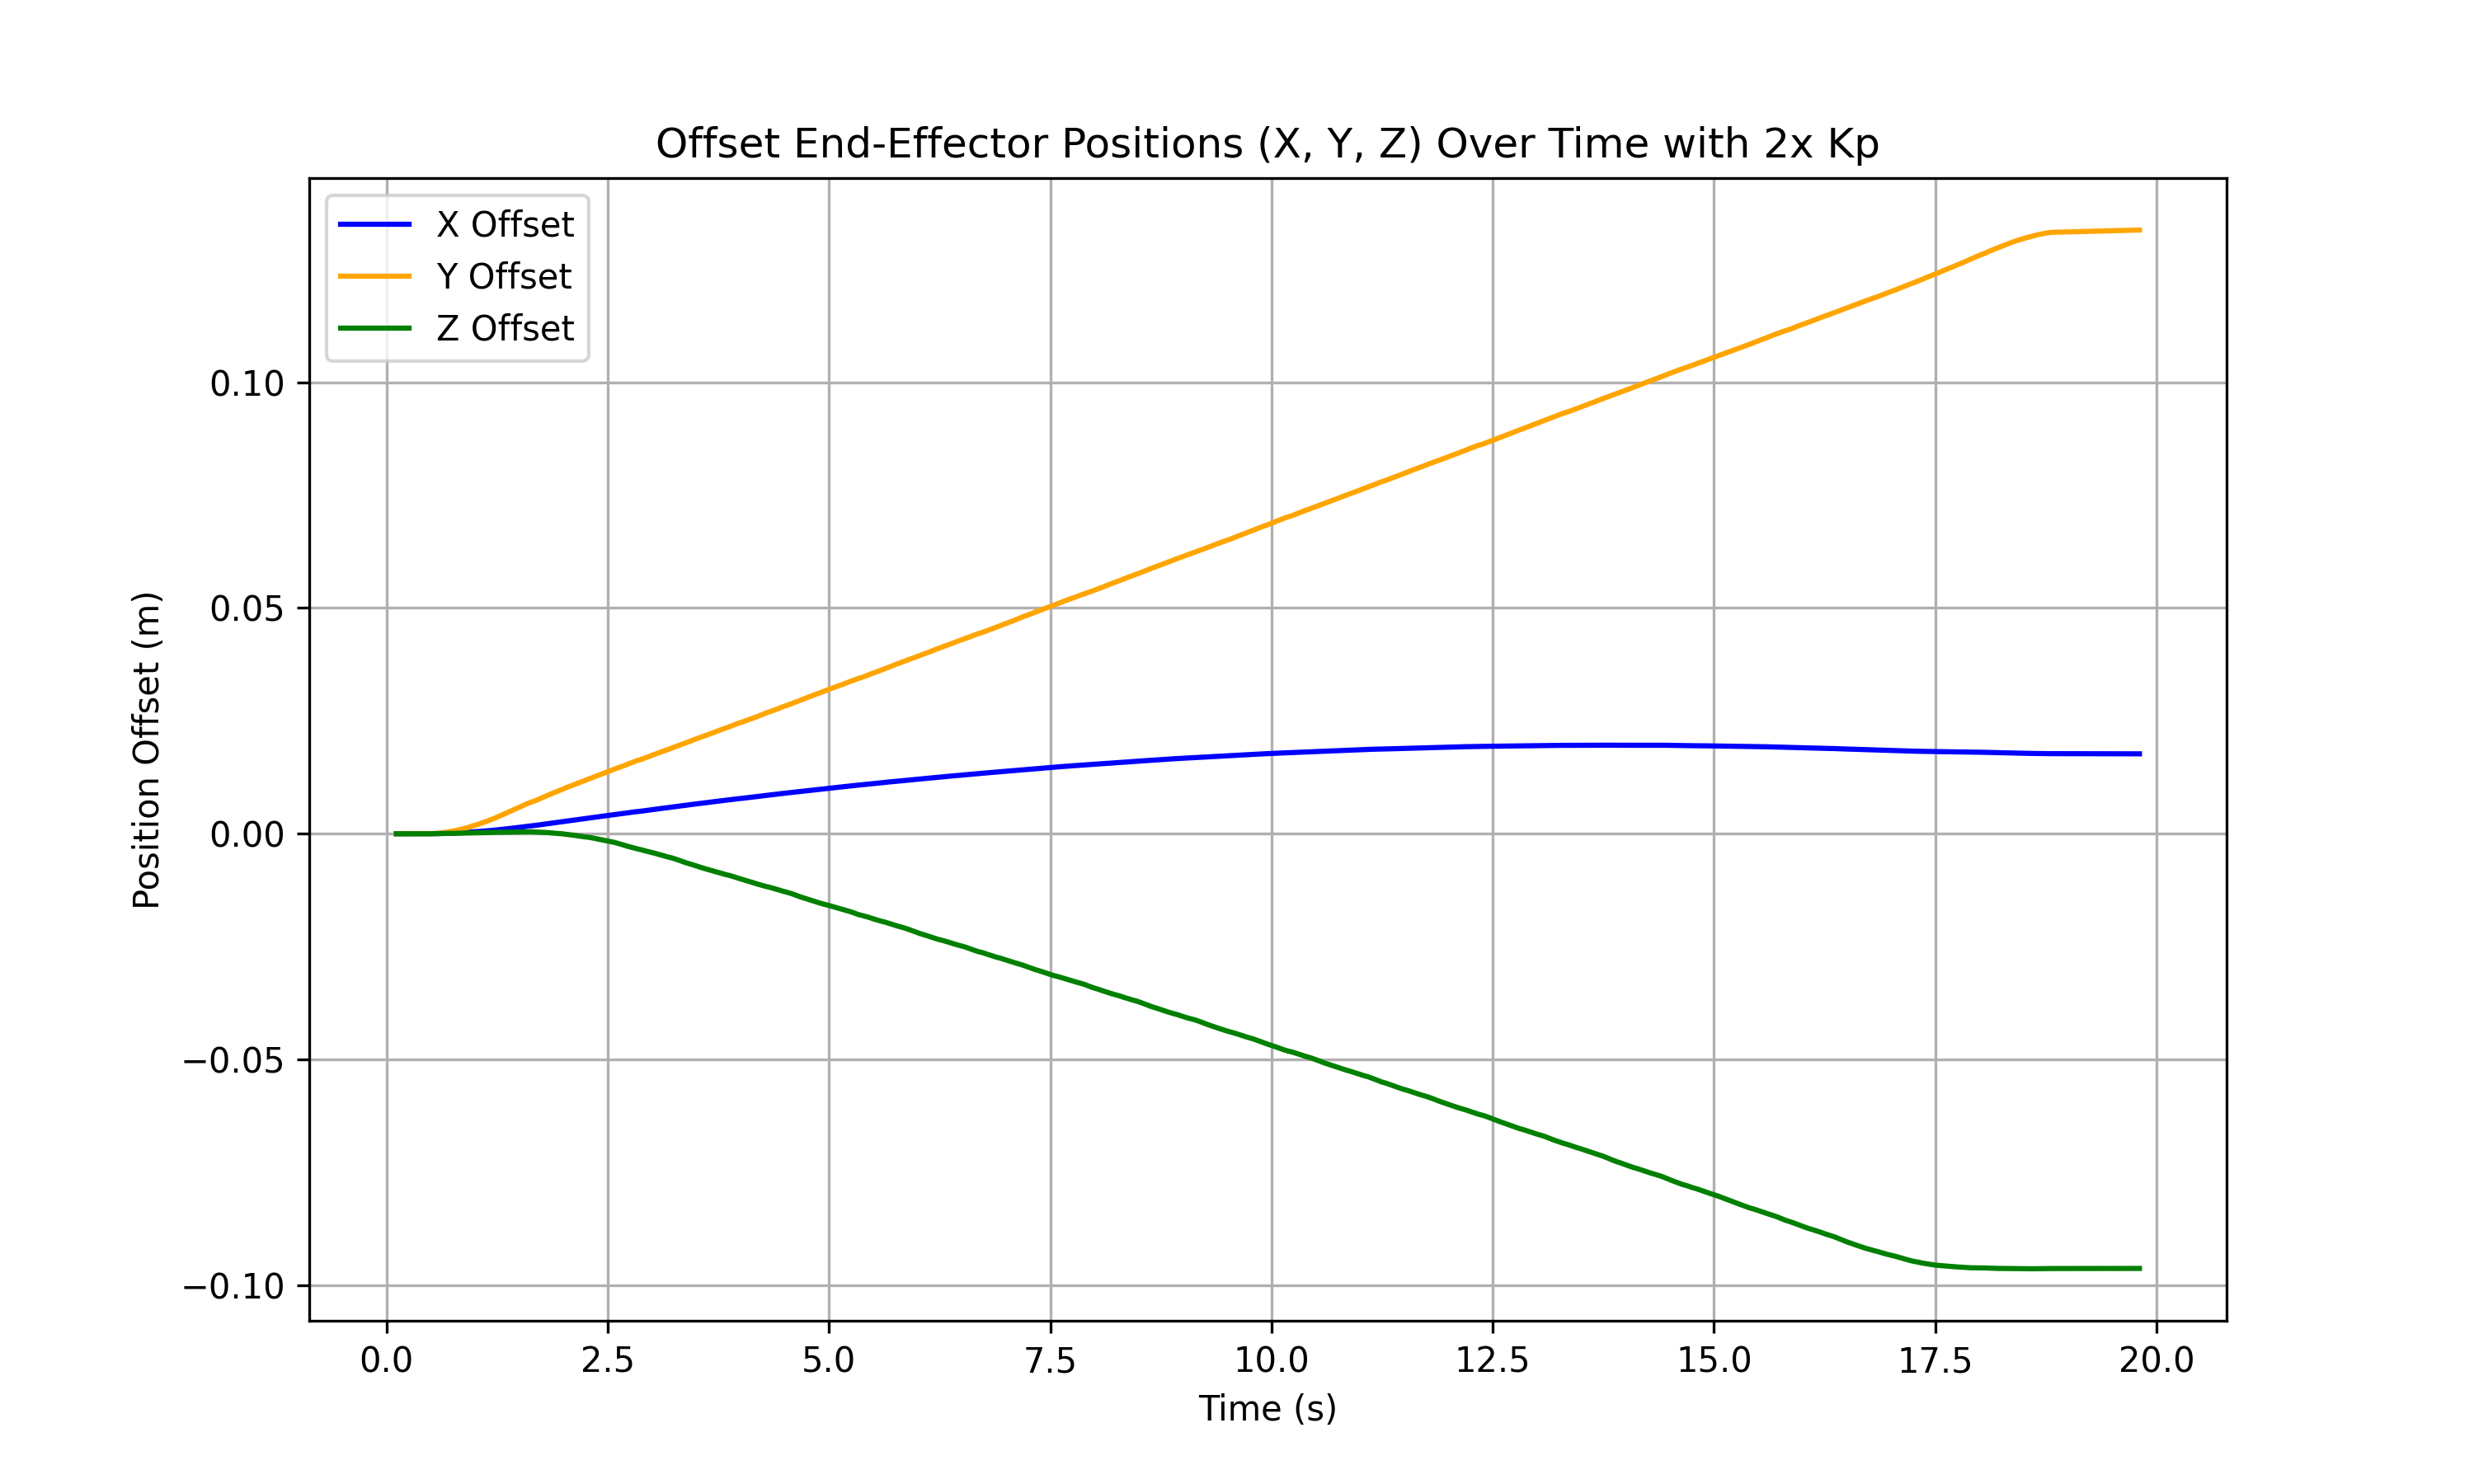 Offset End-Effector Positions (X, Y, Z) Over Time with 2x Kp
X Offset
Y Offset
Z Offset
Position Offset (m)
0.10
0.05
0.00
−0.05
−0.10
0.0 2.5 5.0 7.5 10.0 12.5 15.0 17.5 20.0
Time (s)